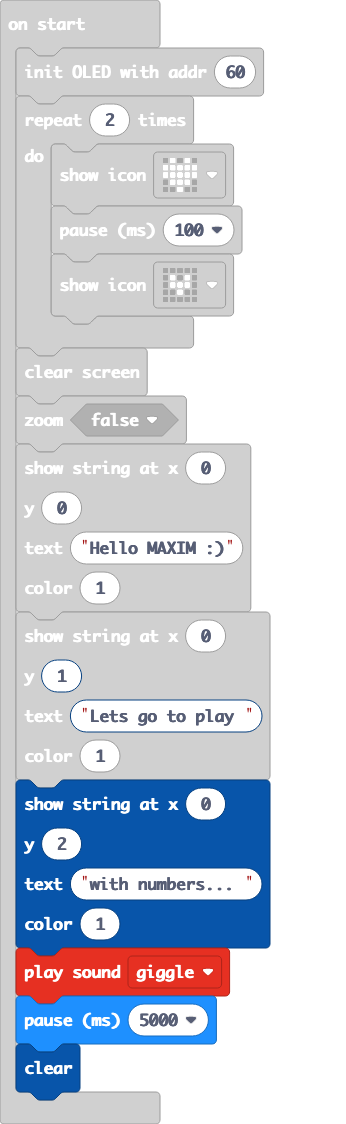 on start
init OLED with addr 60
repeat 2 times
do
show icon
pause (ms) 100
show icon
clear screen
zoom false
show string at x 0
y 0
text "Hello MAXIM :)"
color 1
show string at x 0
y 1
text "Lets go to play "
color 1
show string at x 0
y 2
text "with numbers... "
color 1
play sound giggle
pause (ms) 5000
clear